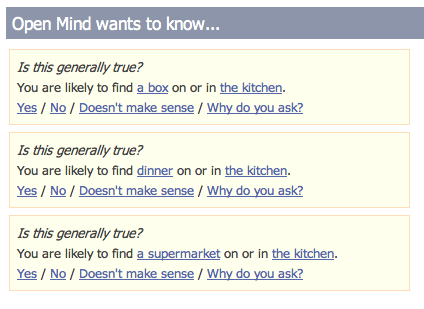 Open Mind wants to know...
Is this generally true?
You are likely to find a box on or in the kitchen.
Yes / No / Doesn't make sense / Why do you ask?
Is this generally true?
You are likely to find dinner on or in the kitchen.
Yes / No / Doesn't make sense / Why do you ask?
Is this generally true?
You are likely to find a supermarket on or in the kitchen.
Yes / No / Doesn't make sense / Why do you ask?